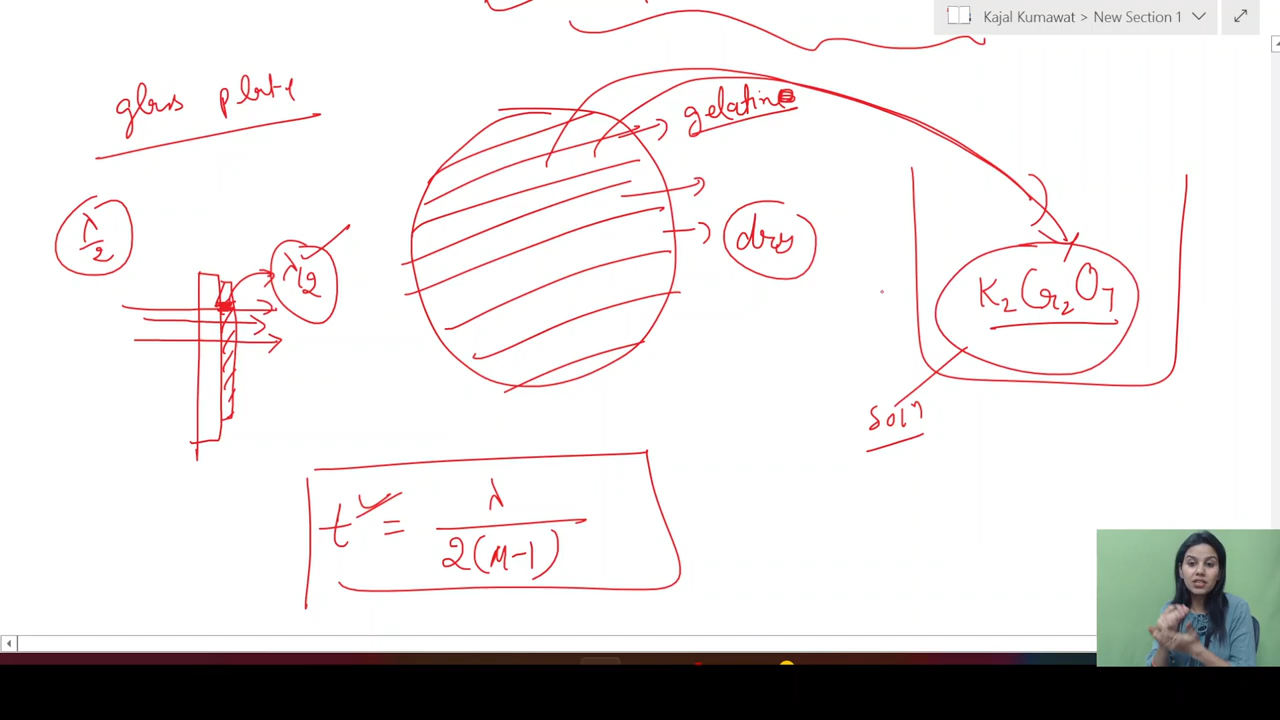 Kajal Kumawat > New Section 1
glass plate
gelatine
λ/2
λ/2
dry
K₂Cr₂O₇
solⁿ
t = λ/2(μ-1)